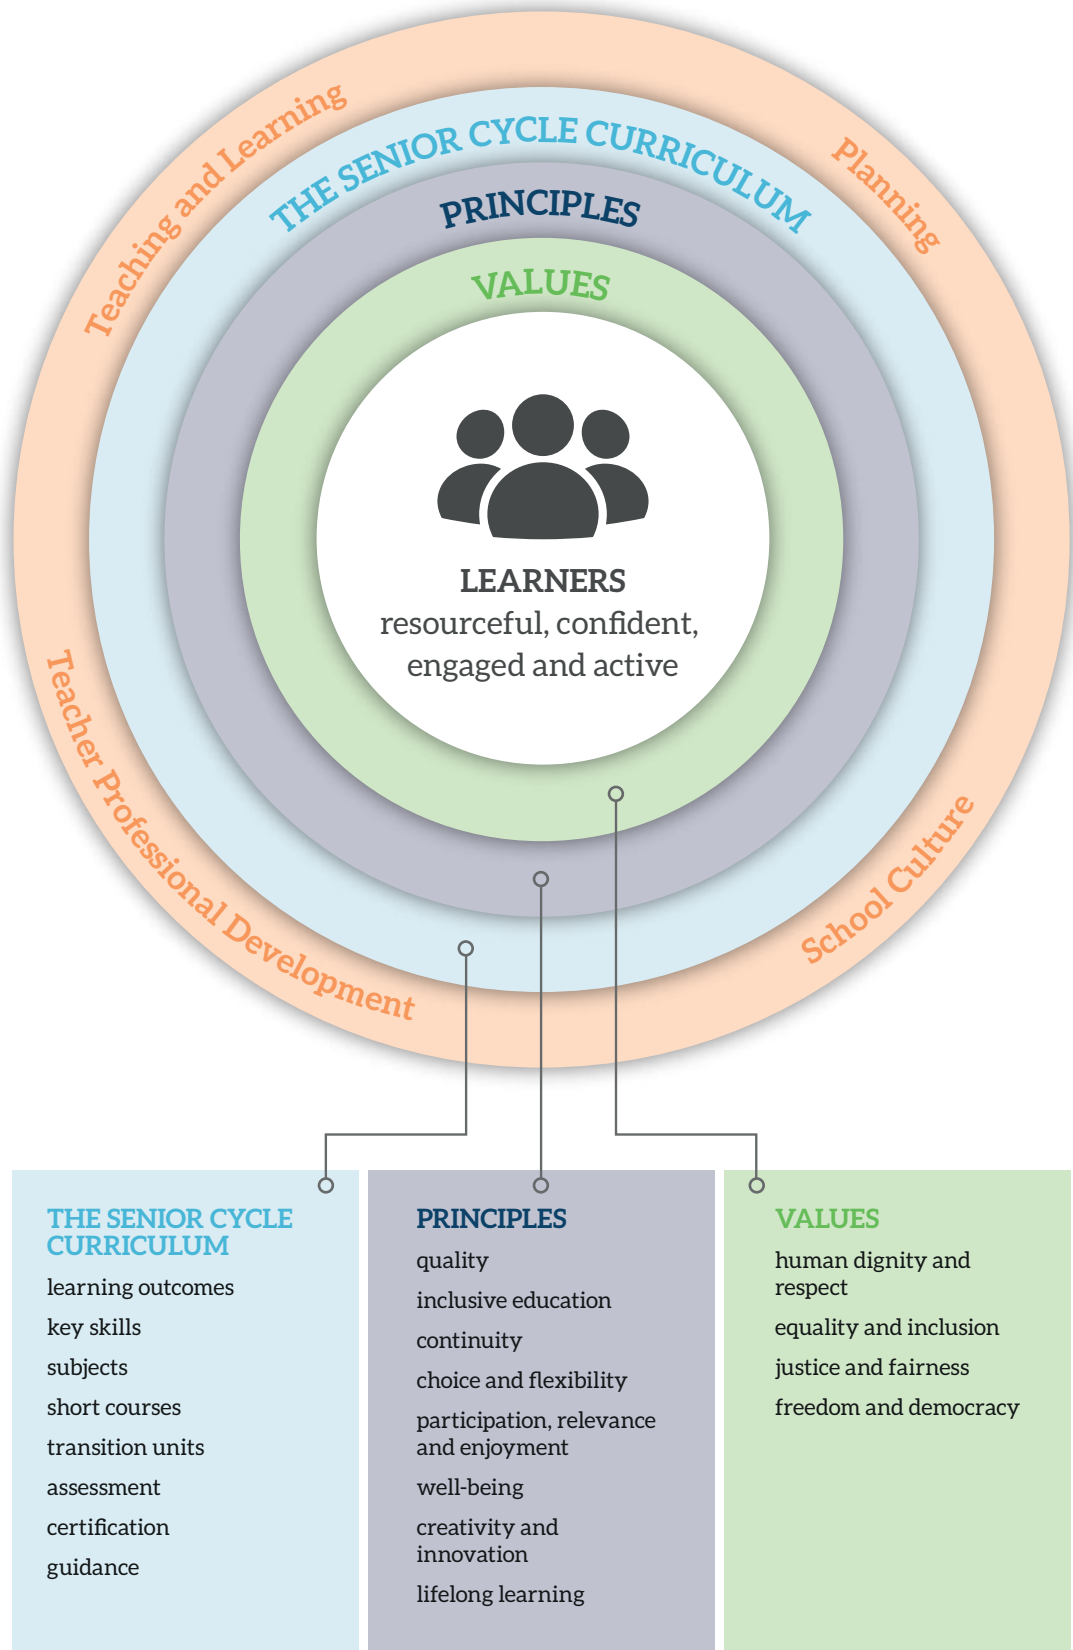 Teaching and Learning
Planning
THE SENIOR CYCLE CURRICULUM
PRINCIPLES
VALUES
LEARNERS
resourceful, confident,
engaged and active
Teacher Professional Development
School Culture
THE SENIOR CYCLE
CURRICULUM
learning outcomes
key skills
subjects
short courses
transition units
assessment
certification
guidance
PRINCIPLES
quality
inclusive education
continuity
choice and flexibility
participation, relevance
and enjoyment
well-being
creativity and
innovation
lifelong learning
VALUES
human dignity and
respect
equality and inclusion
justice and fairness
freedom and democracy